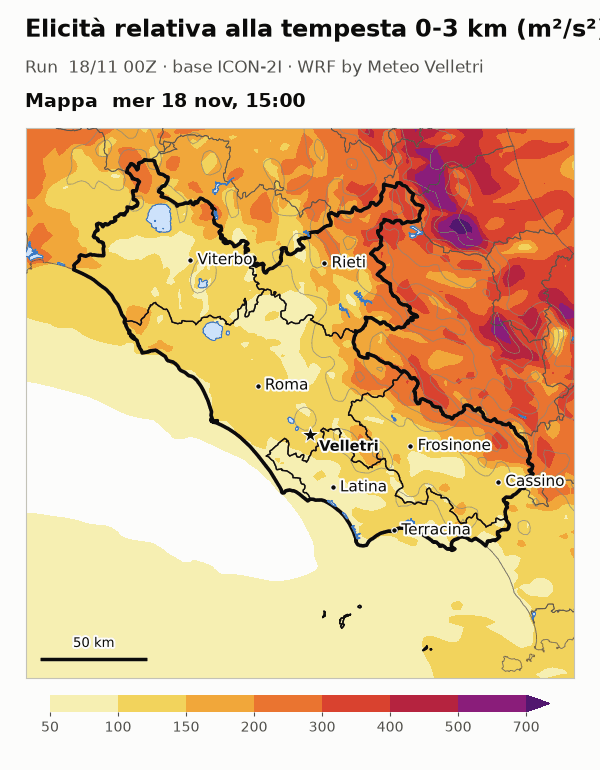 Elicità relativa alla tempesta 0-3 km (m²/s²)
Run 18/11 00Z · base ICON-2I · WRF by Meteo Velletri
Mappa mer 18 nov, 15:00
Viterbo
Rieti
Roma
Velletri
Frosinone
Cassino
Latina
Terracina
50 km
50 100 150 200 300 400 500 700